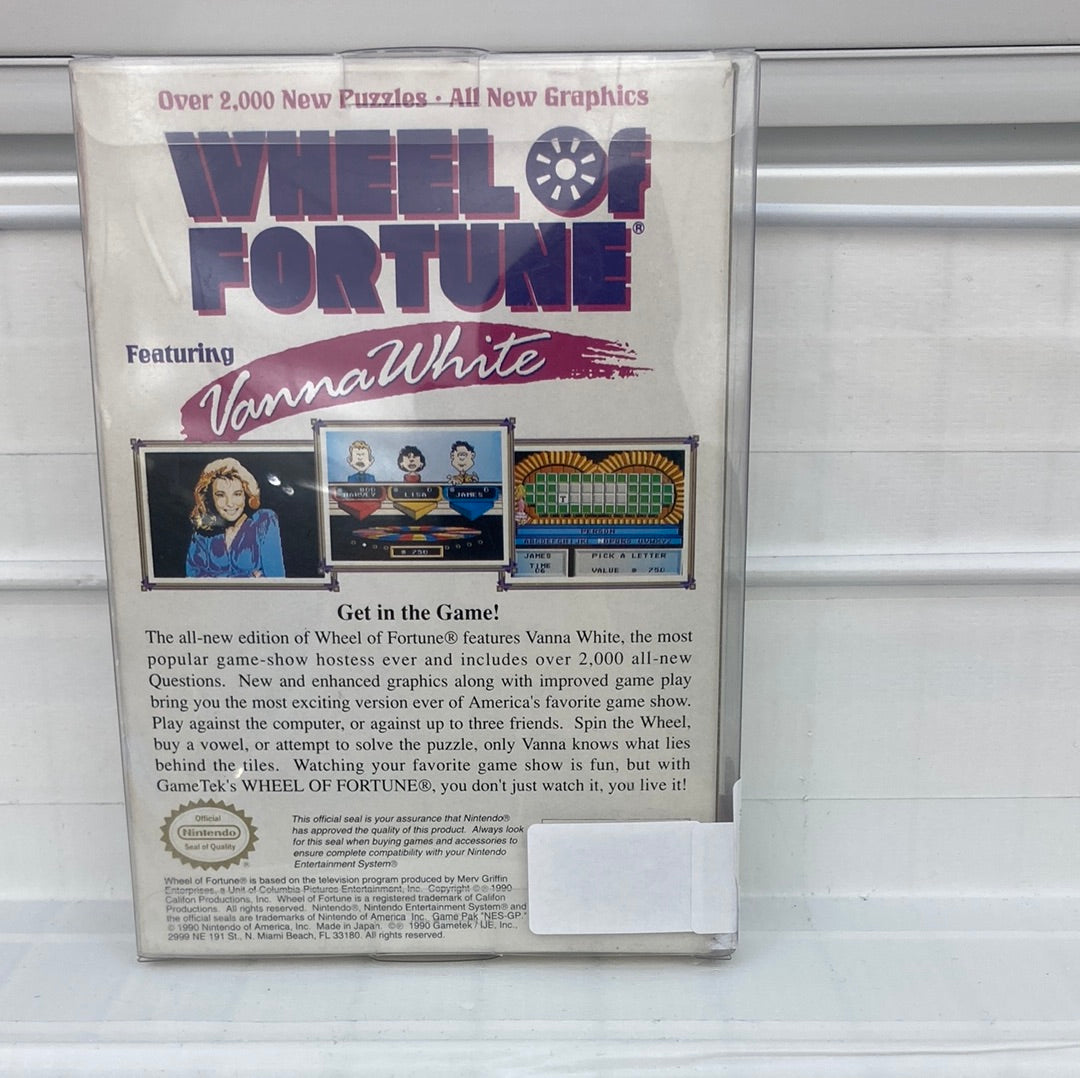 Over 2,000 New Puzzles · All New Graphics
WHEEL OF
FORTUNE®
Featuring
Vanna White
HARVEY LISA JAMES
$ 750
T
PERSON
JAMES PICK A LETTER
TIME VALUE $ 750
06
Get in the Game!
The all-new edition of Wheel of Fortune® features Vanna White, the most
popular game-show hostess ever and includes over 2,000 all-new
Questions. New and enhanced graphics along with improved game play
bring you the most exciting version ever of America's favorite game show.
Play against the computer, or against up to three friends. Spin the Wheel,
buy a vowel, or attempt to solve the puzzle, only Vanna knows what lies
behind the tiles. Watching your favorite game show is fun, but with
GameTek's WHEEL OF FORTUNE®, you don't just watch it, you live it!
Official
Nintendo
Seal of Quality
This official seal is your assurance that Nintendo®
has approved the quality of this product. Always look
for this seal when buying games and accessories to
ensure complete compatibility with your Nintendo
Entertainment System®
Wheel of Fortune® is based on the television program produced by Merv Griffin
Enterprises, a Unit of Columbia Pictures Entertainment, Inc. Copyright ©℗ 1990
Califon Productions, Inc. Wheel of Fortune is a registered trademark of Califon
Productions. All rights reserved. Nintendo®, Nintendo Entertainment System® and
the official seals are trademarks of Nintendo of America Inc. Game Pak "NES-GP."
© 1990 Nintendo of America, Inc. Made in Japan. ©℗ 1990 Gametek / IJE, Inc.,
2999 NE 191 St., N. Miami Beach, FL 33180. All rights reserved.